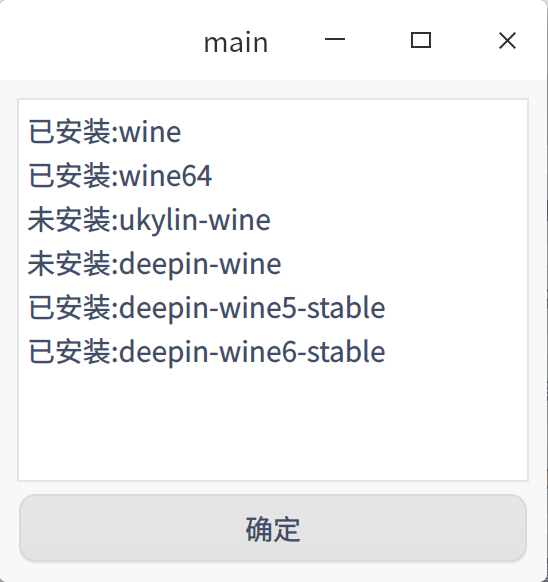 main
已安装:wine
已安装:wine64
未安装:ukylin-wine
未安装:deepin-wine
已安装:deepin-wine5-stable
已安装:deepin-wine6-stable
确定